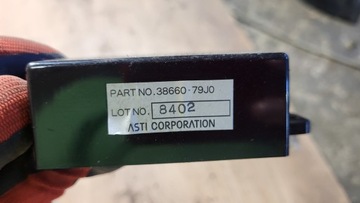 PART NO.38660-79J0
LOT NO. 8402
ASTI CORPORATION